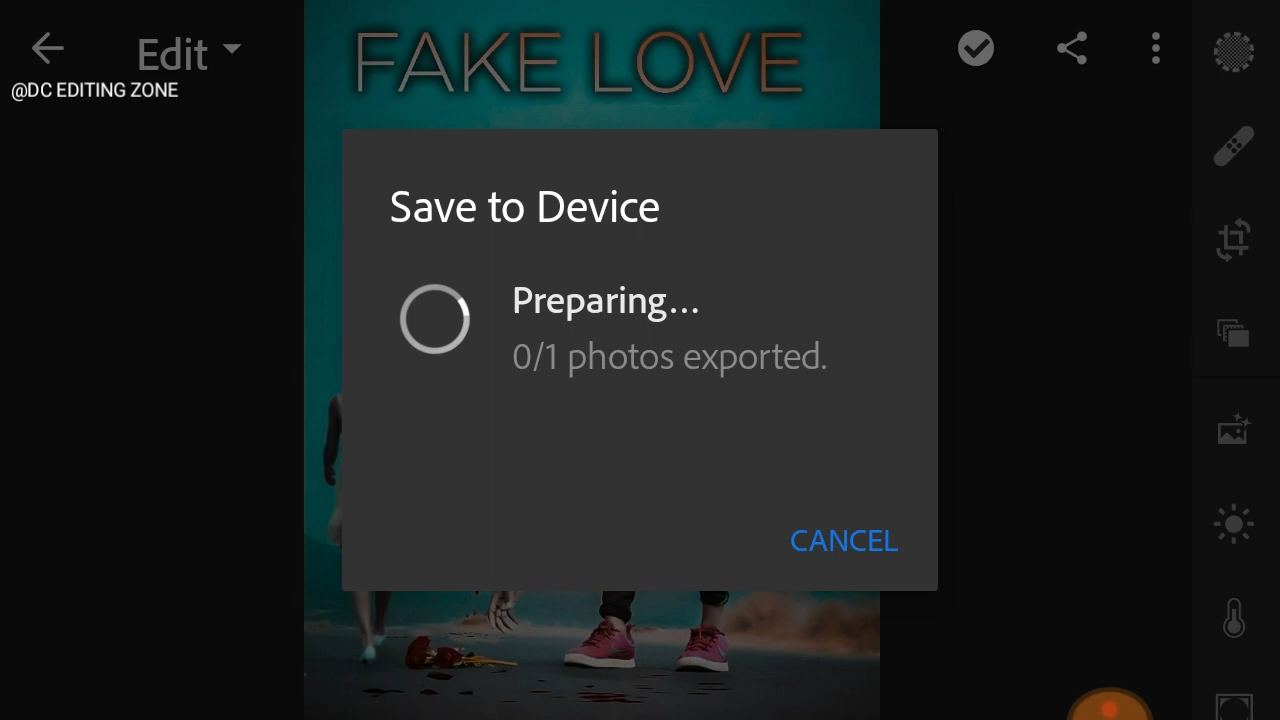 Edit
@DC EDITING ZONE
FAKE LOVE
Save to Device
Preparing...
0/1 photos exported.
CANCEL